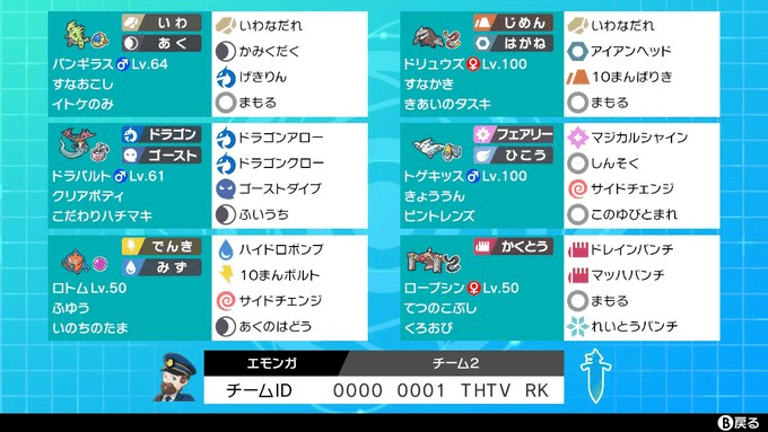 いわ
あく
バンギラス♂Lv.64
すなおこし
イトケのみ
いわなだれ
かみくだく
げきりん
まもる
じめん
はがね
ドリュウズ♀Lv.100
すなかき
きあいのタスキ
いわなだれ
アイアンヘッド
10まんばりき
まもる
ドラゴン
ゴースト
ドラパルト♂Lv.61
クリアボディ
こだわりハチマキ
ドラゴンアロー
ドラゴンクロー
ゴーストダイブ
ふいうち
フェアリー
ひこう
トゲキッス♂Lv.100
きょううん
ピントレンズ
マジカルシャイン
しんそく
サイドチェンジ
このゆびとまれ
でんき
みず
ロトムLv.50
ふゆう
いのちのたま
ハイドロポンプ
10まんボルト
サイドチェンジ
あくのはどう
かくとう
ローブシン♀Lv.50
てつのこぶし
くろおび
ドレインパンチ
マッハパンチ
まもる
れいとうパンチ
エモンガ チーム2
チームID 0000 0001 THTV RK
B戻る